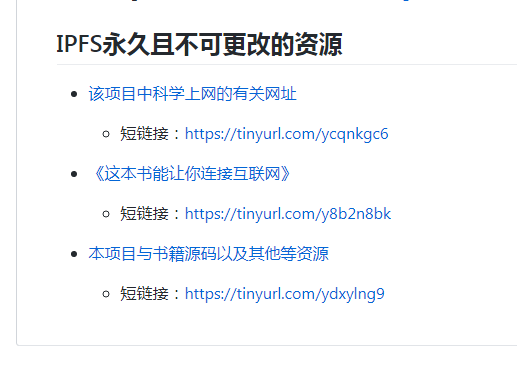 IPFS永久且不可更改的资源
该项目中科学上网的有关网址
短链接：https://tinyurl.com/ycqnkgc6
《这本书能让你连接互联网》
短链接：https://tinyurl.com/y8b2n8bk
本项目与书籍源码以及其他等资源
短链接：https://tinyurl.com/ydxylng9